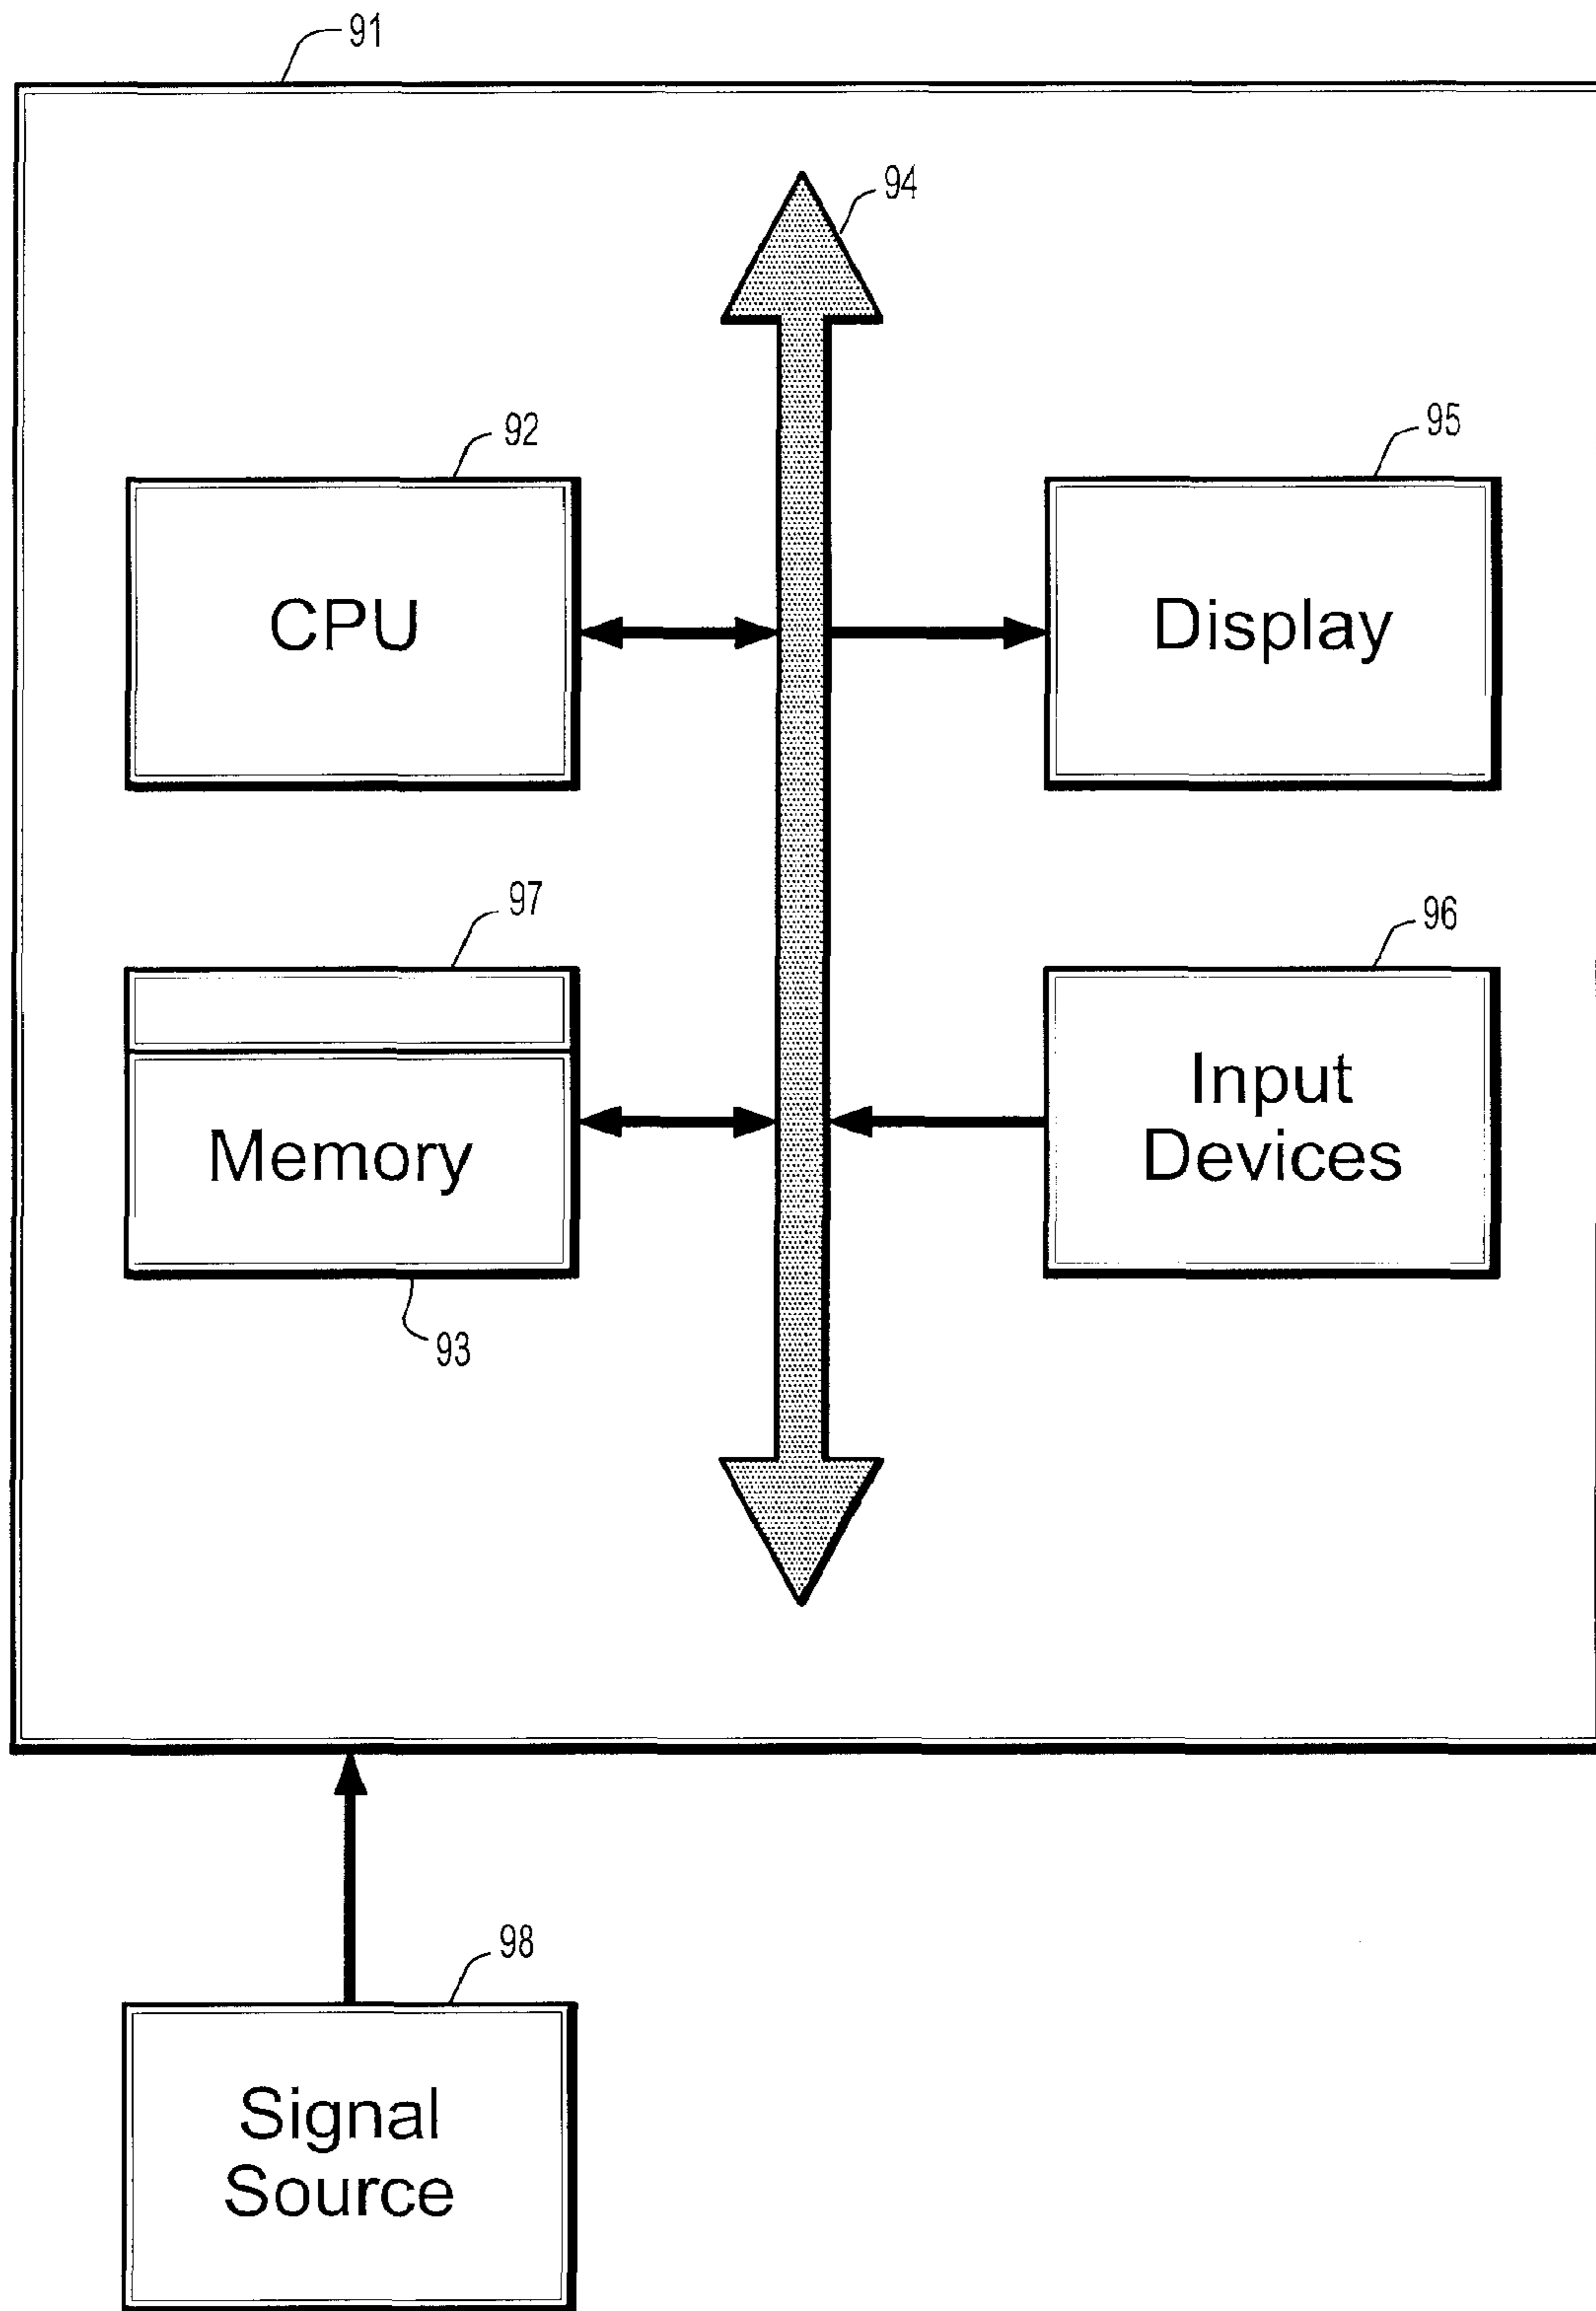 91
94
92
95
CPU
Display
97
96
Memory
Input
Devices
93
98
Signal
Source